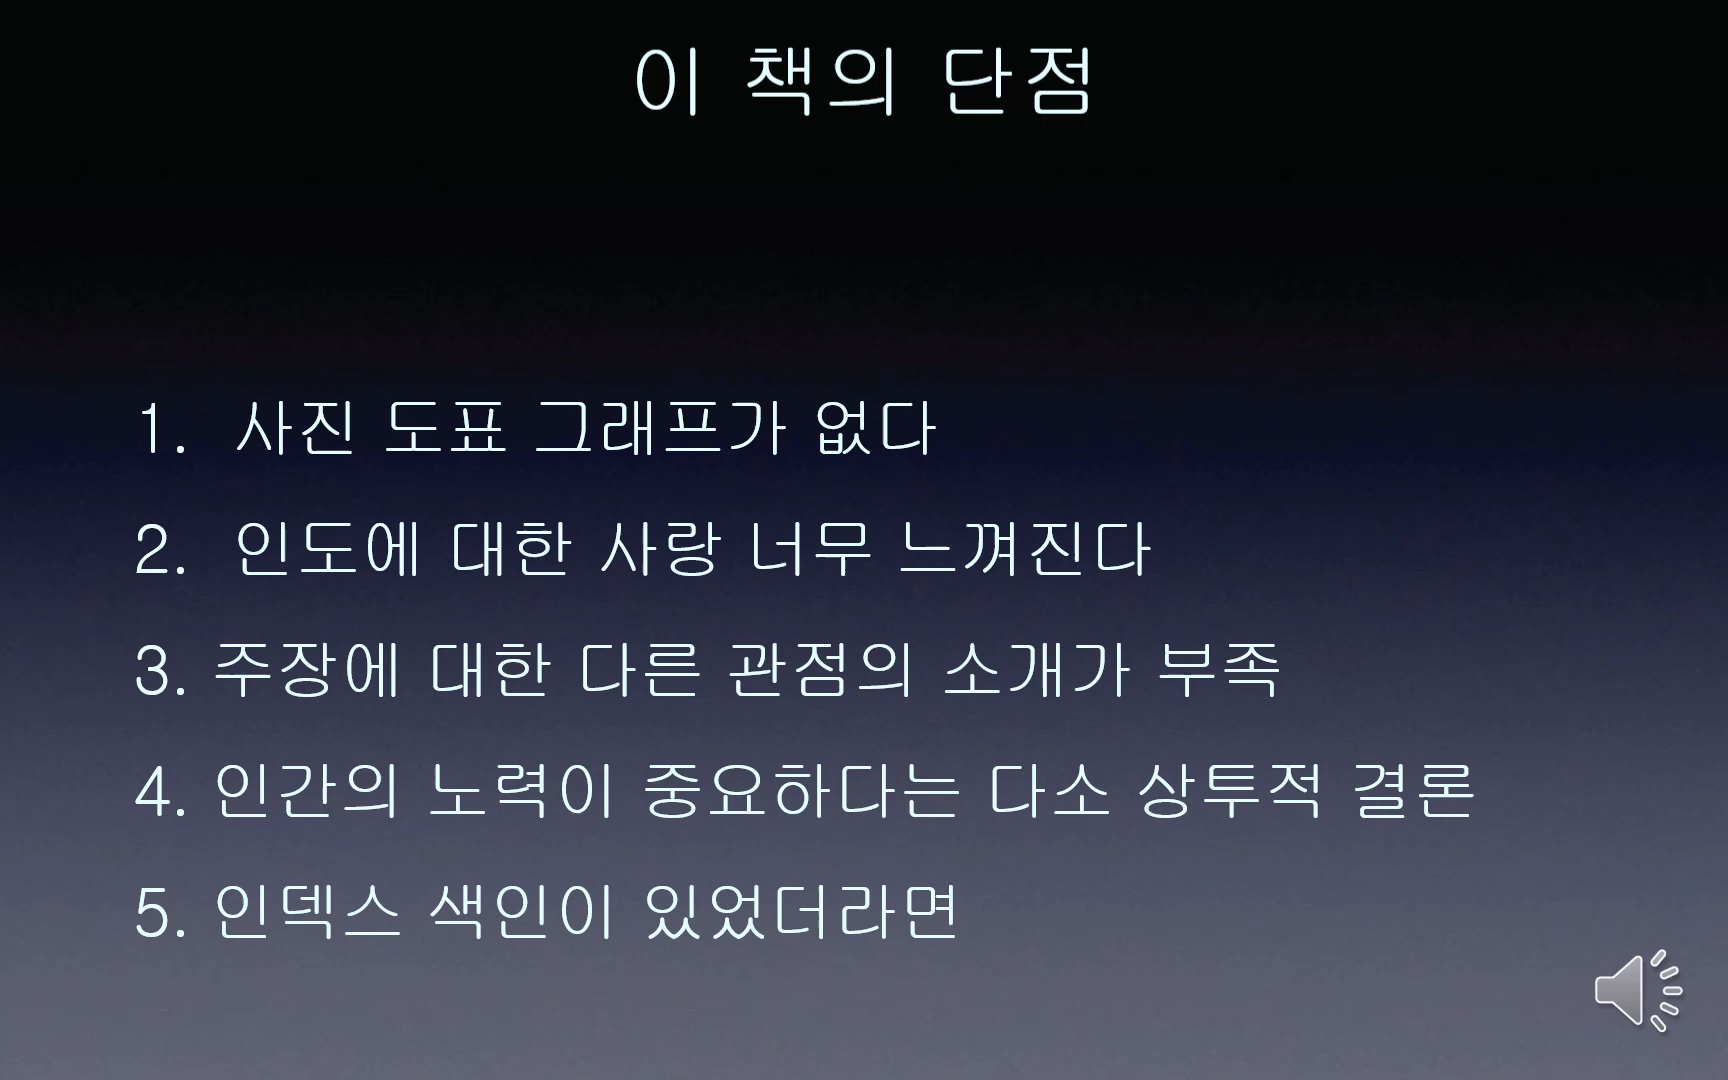 이 책의 단점
1. 사진 도표 그래프가 없다
2. 인도에 대한 사랑 너무 느껴진다
3. 주장에 대한 다른 관점의 소개가 부족
4. 인간의 노력이 중요하다는 다소 상투적 결론
5. 인덱스 색인이 있었더라면